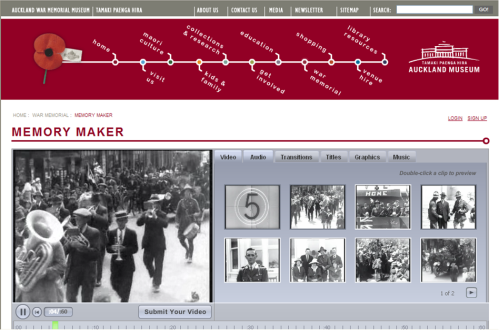 AUCKLAND WAR MEMORIAL MUSEUM | TAMAKI PAENGA HIRA
ABOUT US
CONTACT US
MEDIA
NEWSLETTER
SITEMAP
SEARCH:
GO!
home
maori culture
collections & research
education
shopping
library resources
visit us
kids & family
get involved
war memorial
venue hire
TAMAKI PAENGA HIRA
AUCKLAND MUSEUM
HOME : WAR MEMORIAL : MEMORY MAKER
LOGIN SIGN UP
MEMORY MAKER
Video Audio Transitions Titles Graphics Music
Double-click a clip to preview
5
HOME
1 of 2
Submit Your Video